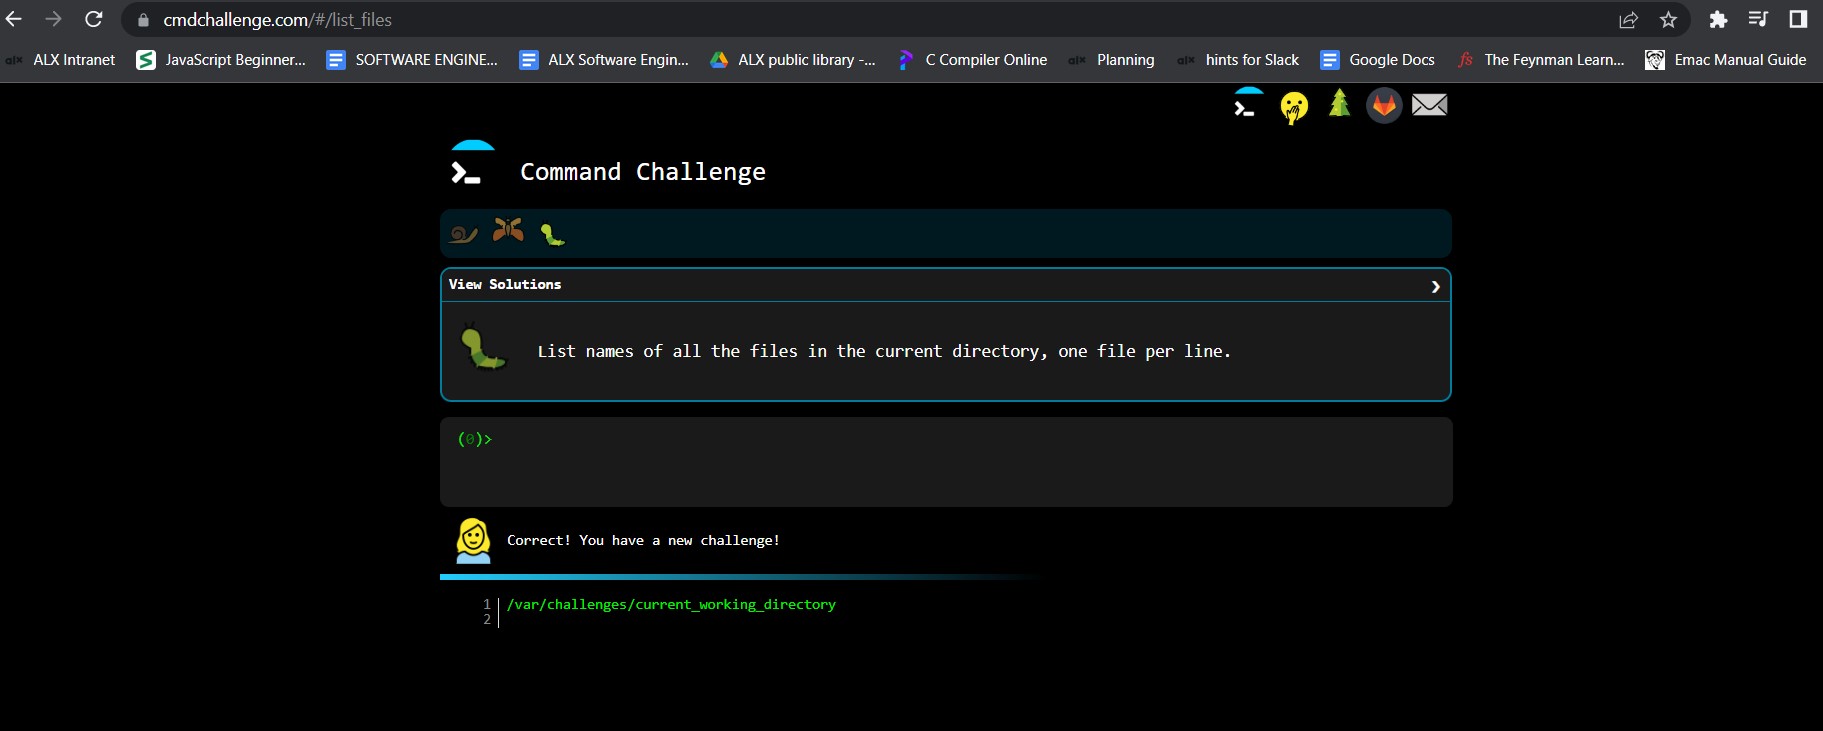 cmdchallenge.com/#/list_files
alx ALX Intranet JavaScript Beginner... SOFTWARE ENGINE... ALX Software Engin... ALX public library -... C Compiler Online alx Planning alx hints for Slack Google Docs fs The Feynman Learn... Emac Manual Guide
Command Challenge
View Solutions
List names of all the files in the current directory, one file per line.
(0)>
Correct! You have a new challenge!
1 /var/challenges/current_working_directory
2